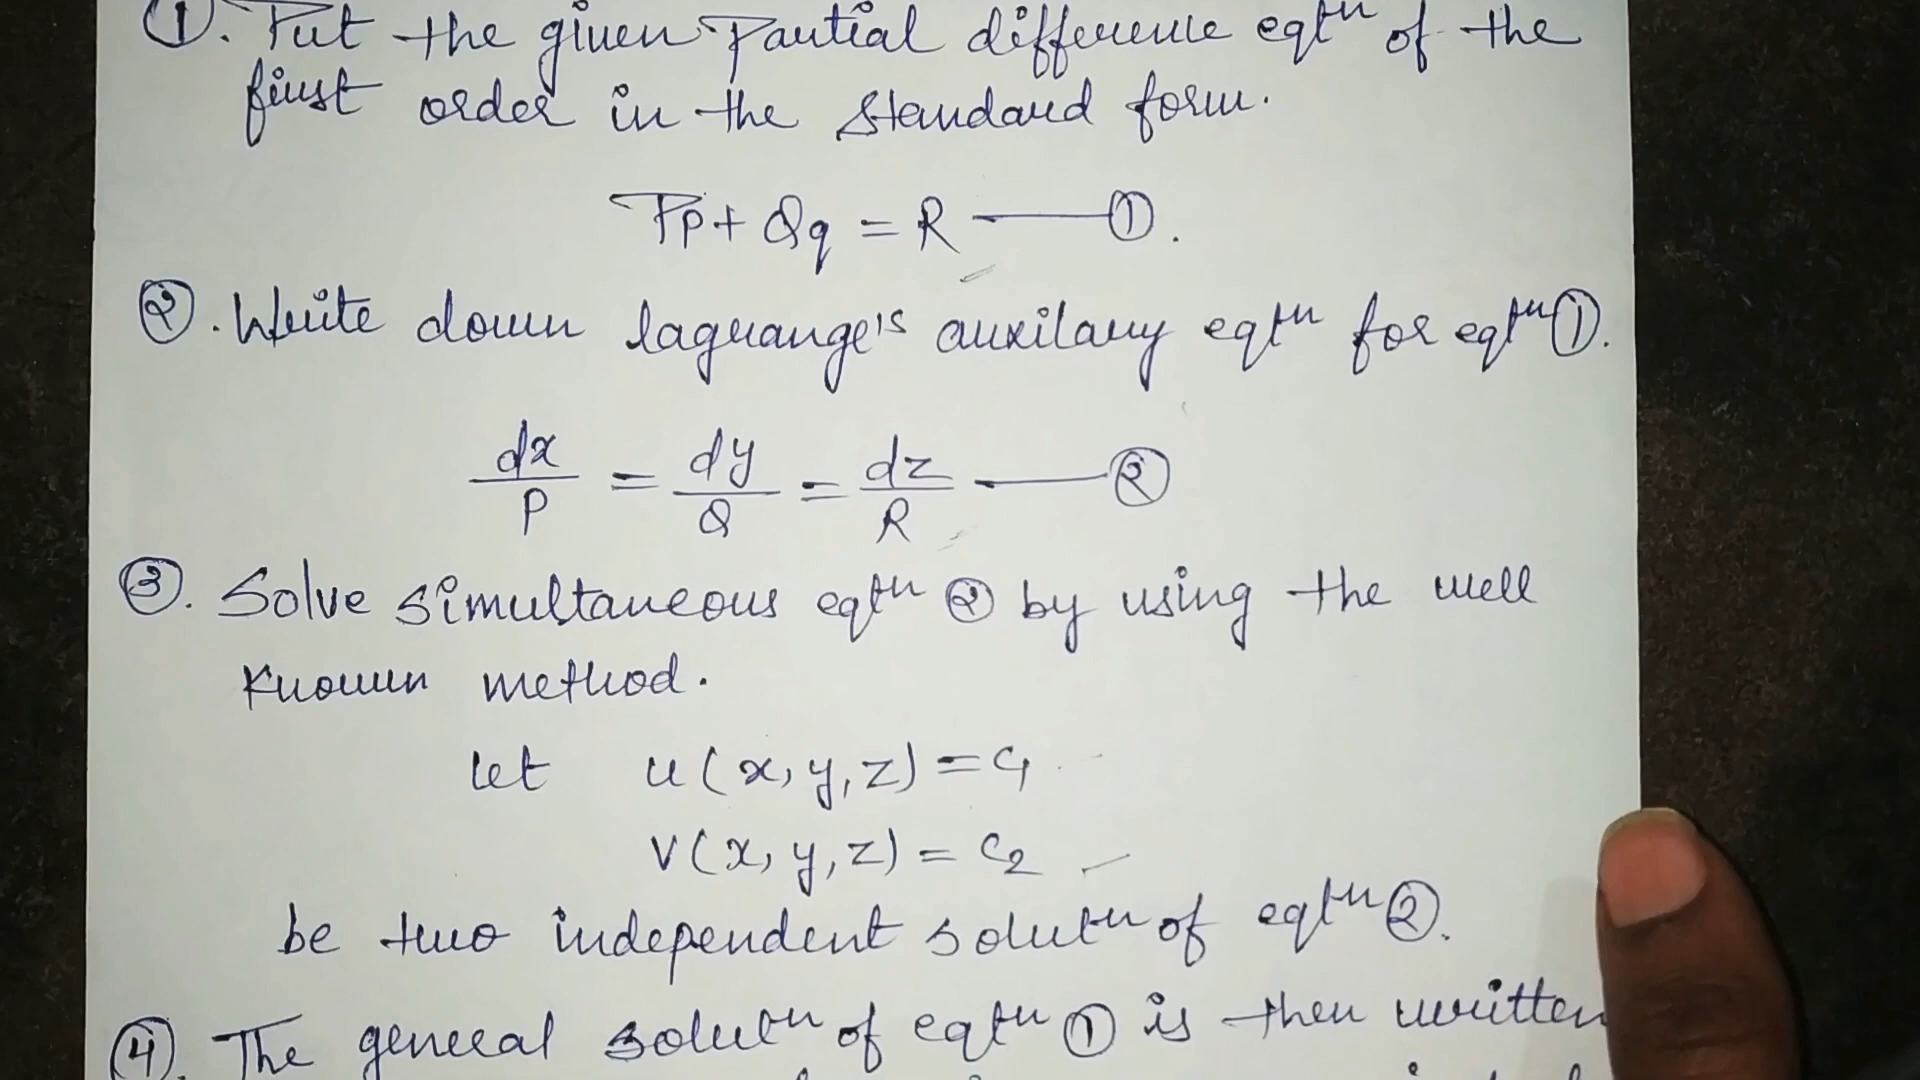 ①. Put the given Partial difference eqtⁿ of the
first order in the standard form.
Pp + Qq = R —— ①.
②. Write down lagrange's auxilary eqtⁿ for eqtⁿ ①.
dx/P = dy/Q = dz/R —— ②
③. Solve simultaneous eqtⁿ ② by using the well
known method.
let u(x, y, z) = c₁
v(x, y, z) = c₂
be two independent solutⁿ of eqtⁿ ②.
④. The general solutⁿ of eqtⁿ ① is then written